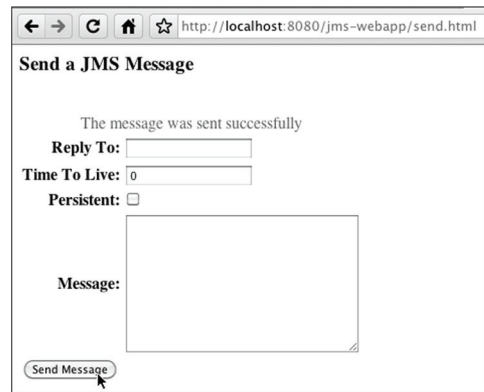 http://localhost:8080/jms-webapp/send.html
Send a JMS Message
The message was sent successfully
Reply To:
Time To Live: 0
Persistent:
Message:
Send Message